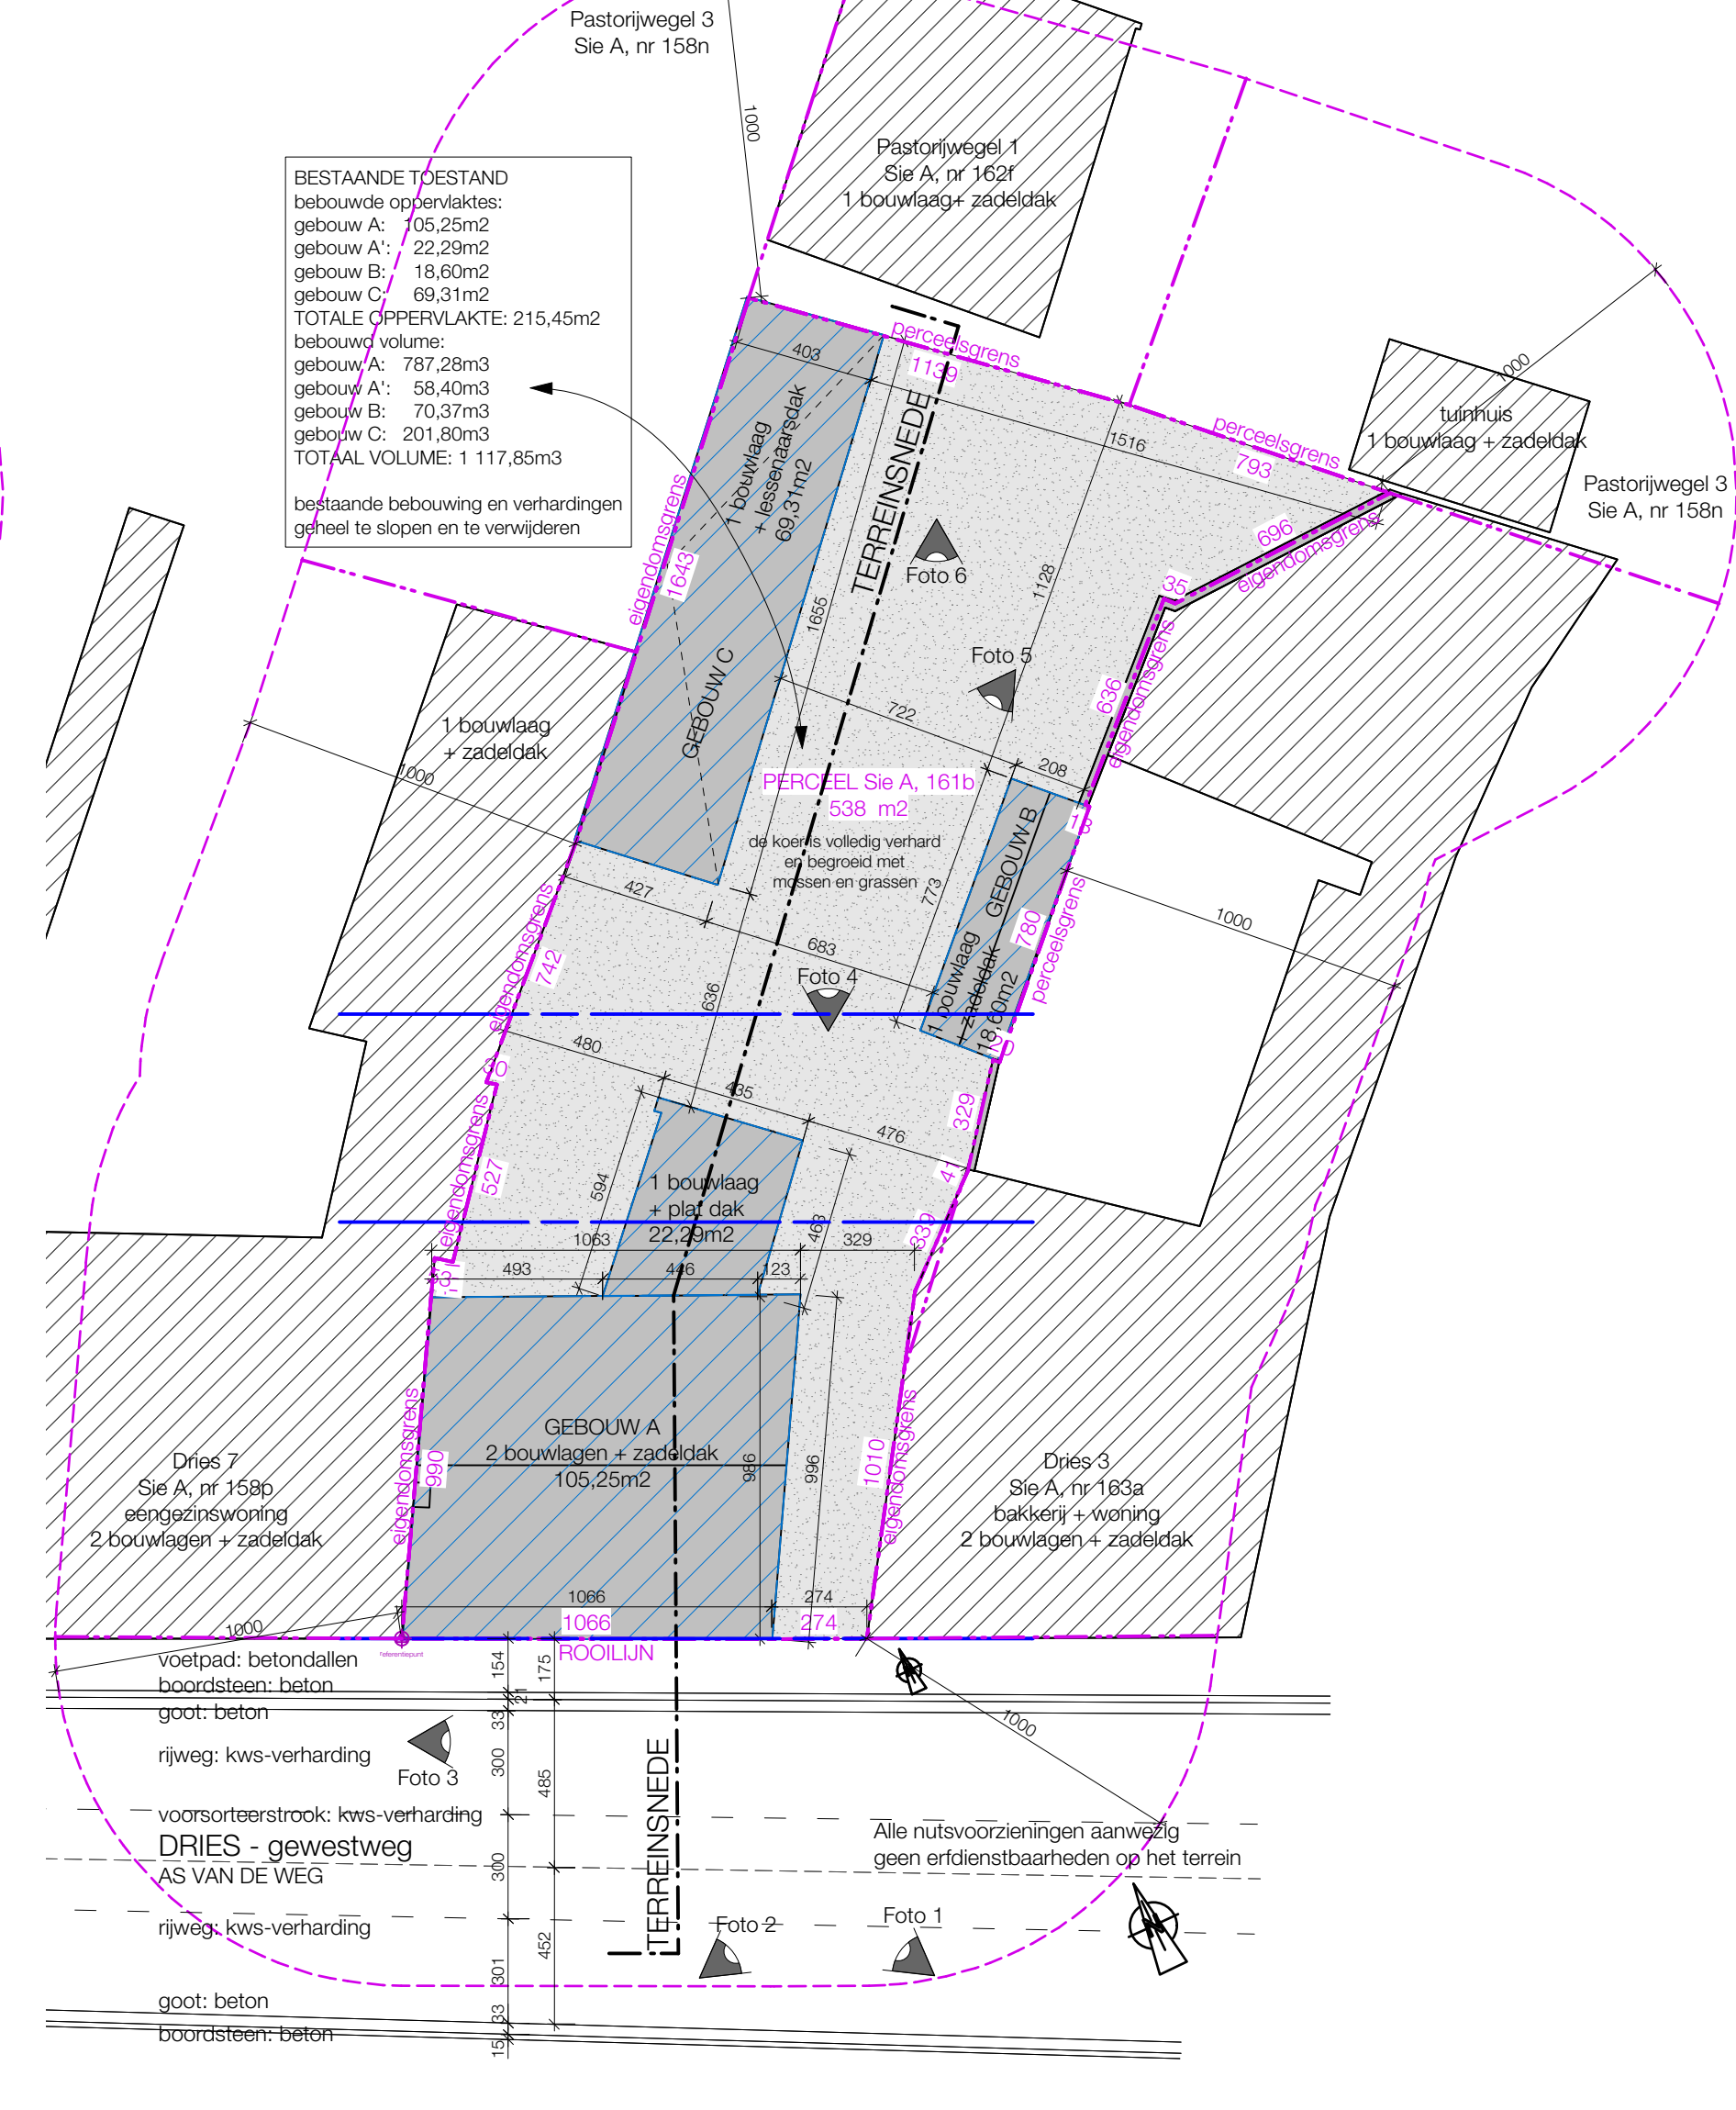 Pastorijwegel 3
Sie A, nr 158n
1000
Pastorijwegel 1
Sie A, nr 162f
1 bouwlaag+ zadeldak
BESTAANDE TOESTAND
bebouwde oppervlaktes:
gebouw A: 105,25m2
gebouw A': 22,29m2
gebouw B: 18,60m2
gebouw C: 69,31m2
TOTALE OPPERVLAKTE: 215,45m2
bebouwd volume:
gebouw A: 787,28m3
gebouw A': 58,40m3
gebouw B: 70,37m3
gebouw C: 201,80m3
TOTAAL VOLUME: 1 117,85m3
bestaande bebouwing en verhardingen
geheel te slopen en te verwijderen
perceelsgrens
1139
403
1516
perceelsgrens
793
1000
tuinhuis
1 bouwlaag + zadeldak
Pastorijwegel 3
Sie A, nr 158n
1 bouwlaag
+ lessenaarsdak
69,31m2
TERREINSNEDE
eigendomsgrens
1643
GEBOUW C
1655
Foto 6
1128
696
eigendomsgrens
35
636
eigendomsgrens
Foto 5
722
208
1 bouwlaag
+ zadeldak
1000
PERCEEL Sie A, 161b
538 m2
de koer is volledig verhard
en begroeid met
mossen en grassen
GEBOUW B
1 bouwlaag
+ zadeldak
18,60m2
773
780
perceelsgrens
1000
427
683
Foto 4
eigendomsgrens
742
636
480
435
476
30
20
329
41
339
eigendomsgrens
527
594
1 bouwlaag
+ plat dak
22,29m2
463
1063
329
493
446
123
GEBOUW A
2 bouwlagen + zadeldak
105,25m2
986
996
1010
eigendomsgrens
eigendomsgrens
990
Dries 7
Sie A, nr 158p
eengezinswoning
2 bouwlagen + zadeldak
Dries 3
Sie A, nr 163a
bakkerij + woning
2 bouwlagen + zadeldak
1066
274
1066
274
ROOILIJN
referentiepunt
1000
1000
voetpad: betondallen
boordsteen: beton
goot: beton
rijweg: kws-verharding
Foto 3
voorsorteerstrook: kws-verharding
DRIES - gewestweg
AS VAN DE WEG
rijweg: kws-verharding
goot: beton
boordsteen: beton
154
175
21
33
300
485
300
452
301
33
15
TERREINSNEDE
Alle nutsvoorzieningen aanwezig
geen erfdienstbaarheden op het terrein
Foto 2
Foto 1
N